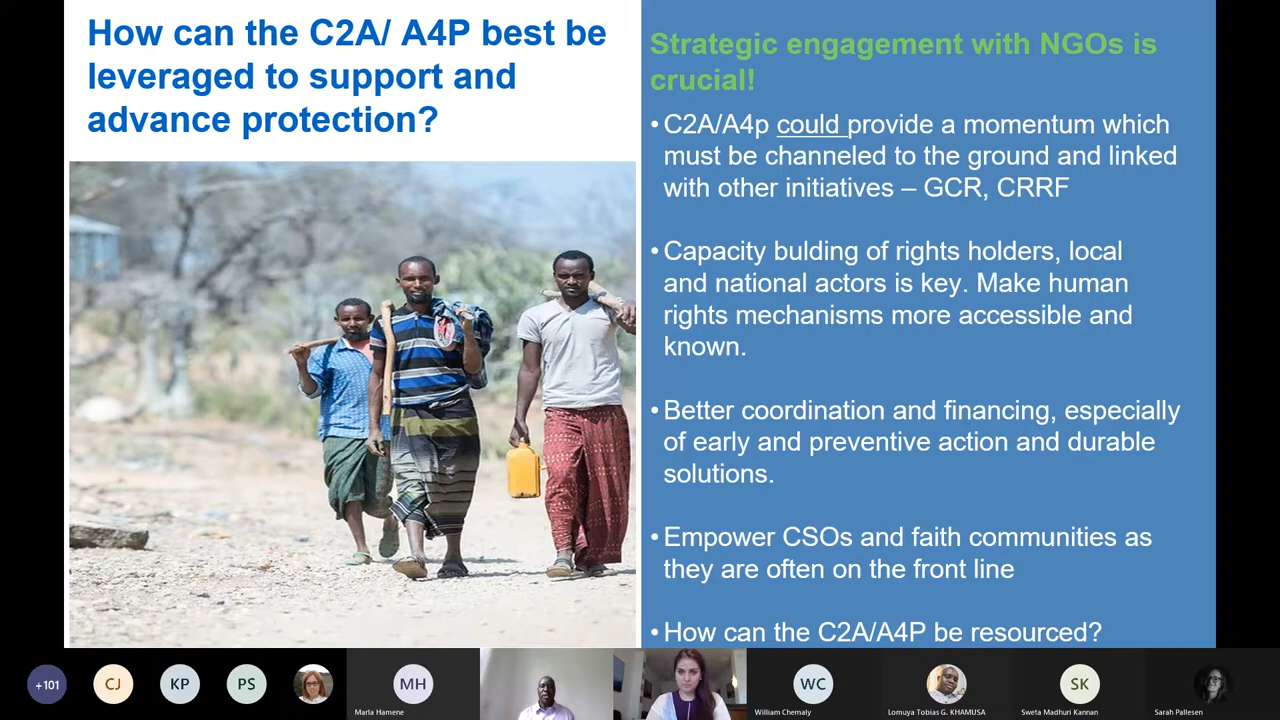 How can the C2A/ A4P best be
leveraged to support and
advance protection?
Strategic engagement with NGOs is
crucial!
• C2A/A4p could provide a momentum which
must be channeled to the ground and linked
with other initiatives – GCR, CRRF
• Capacity bulding of rights holders, local
and national actors is key. Make human
rights mechanisms more accessible and
known.
• Better coordination and financing, especially
of early and preventive action and durable
solutions.
• Empower CSOs and faith communities as
they are often on the front line
• How can the C2A/A4P be resourced?
+101
CJ
KP
PS
MH
Marla Hamene
WC
William Chemaly
Lomuya Tobias G. KHAMUSA
SK
Sweta Madhuri Kannan
Sarah Pallesen